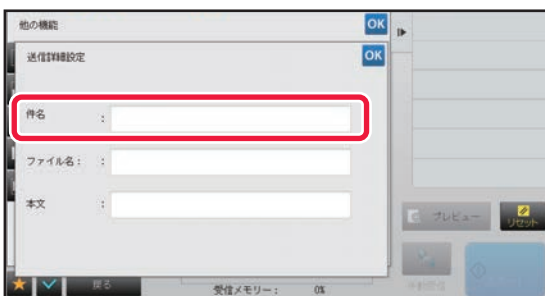 他の機能
OK
送信詳細設定
OK
件名 :
ファイル名: :
本文 :
プレビュー
リセット
戻る
受信メモリー: 0%